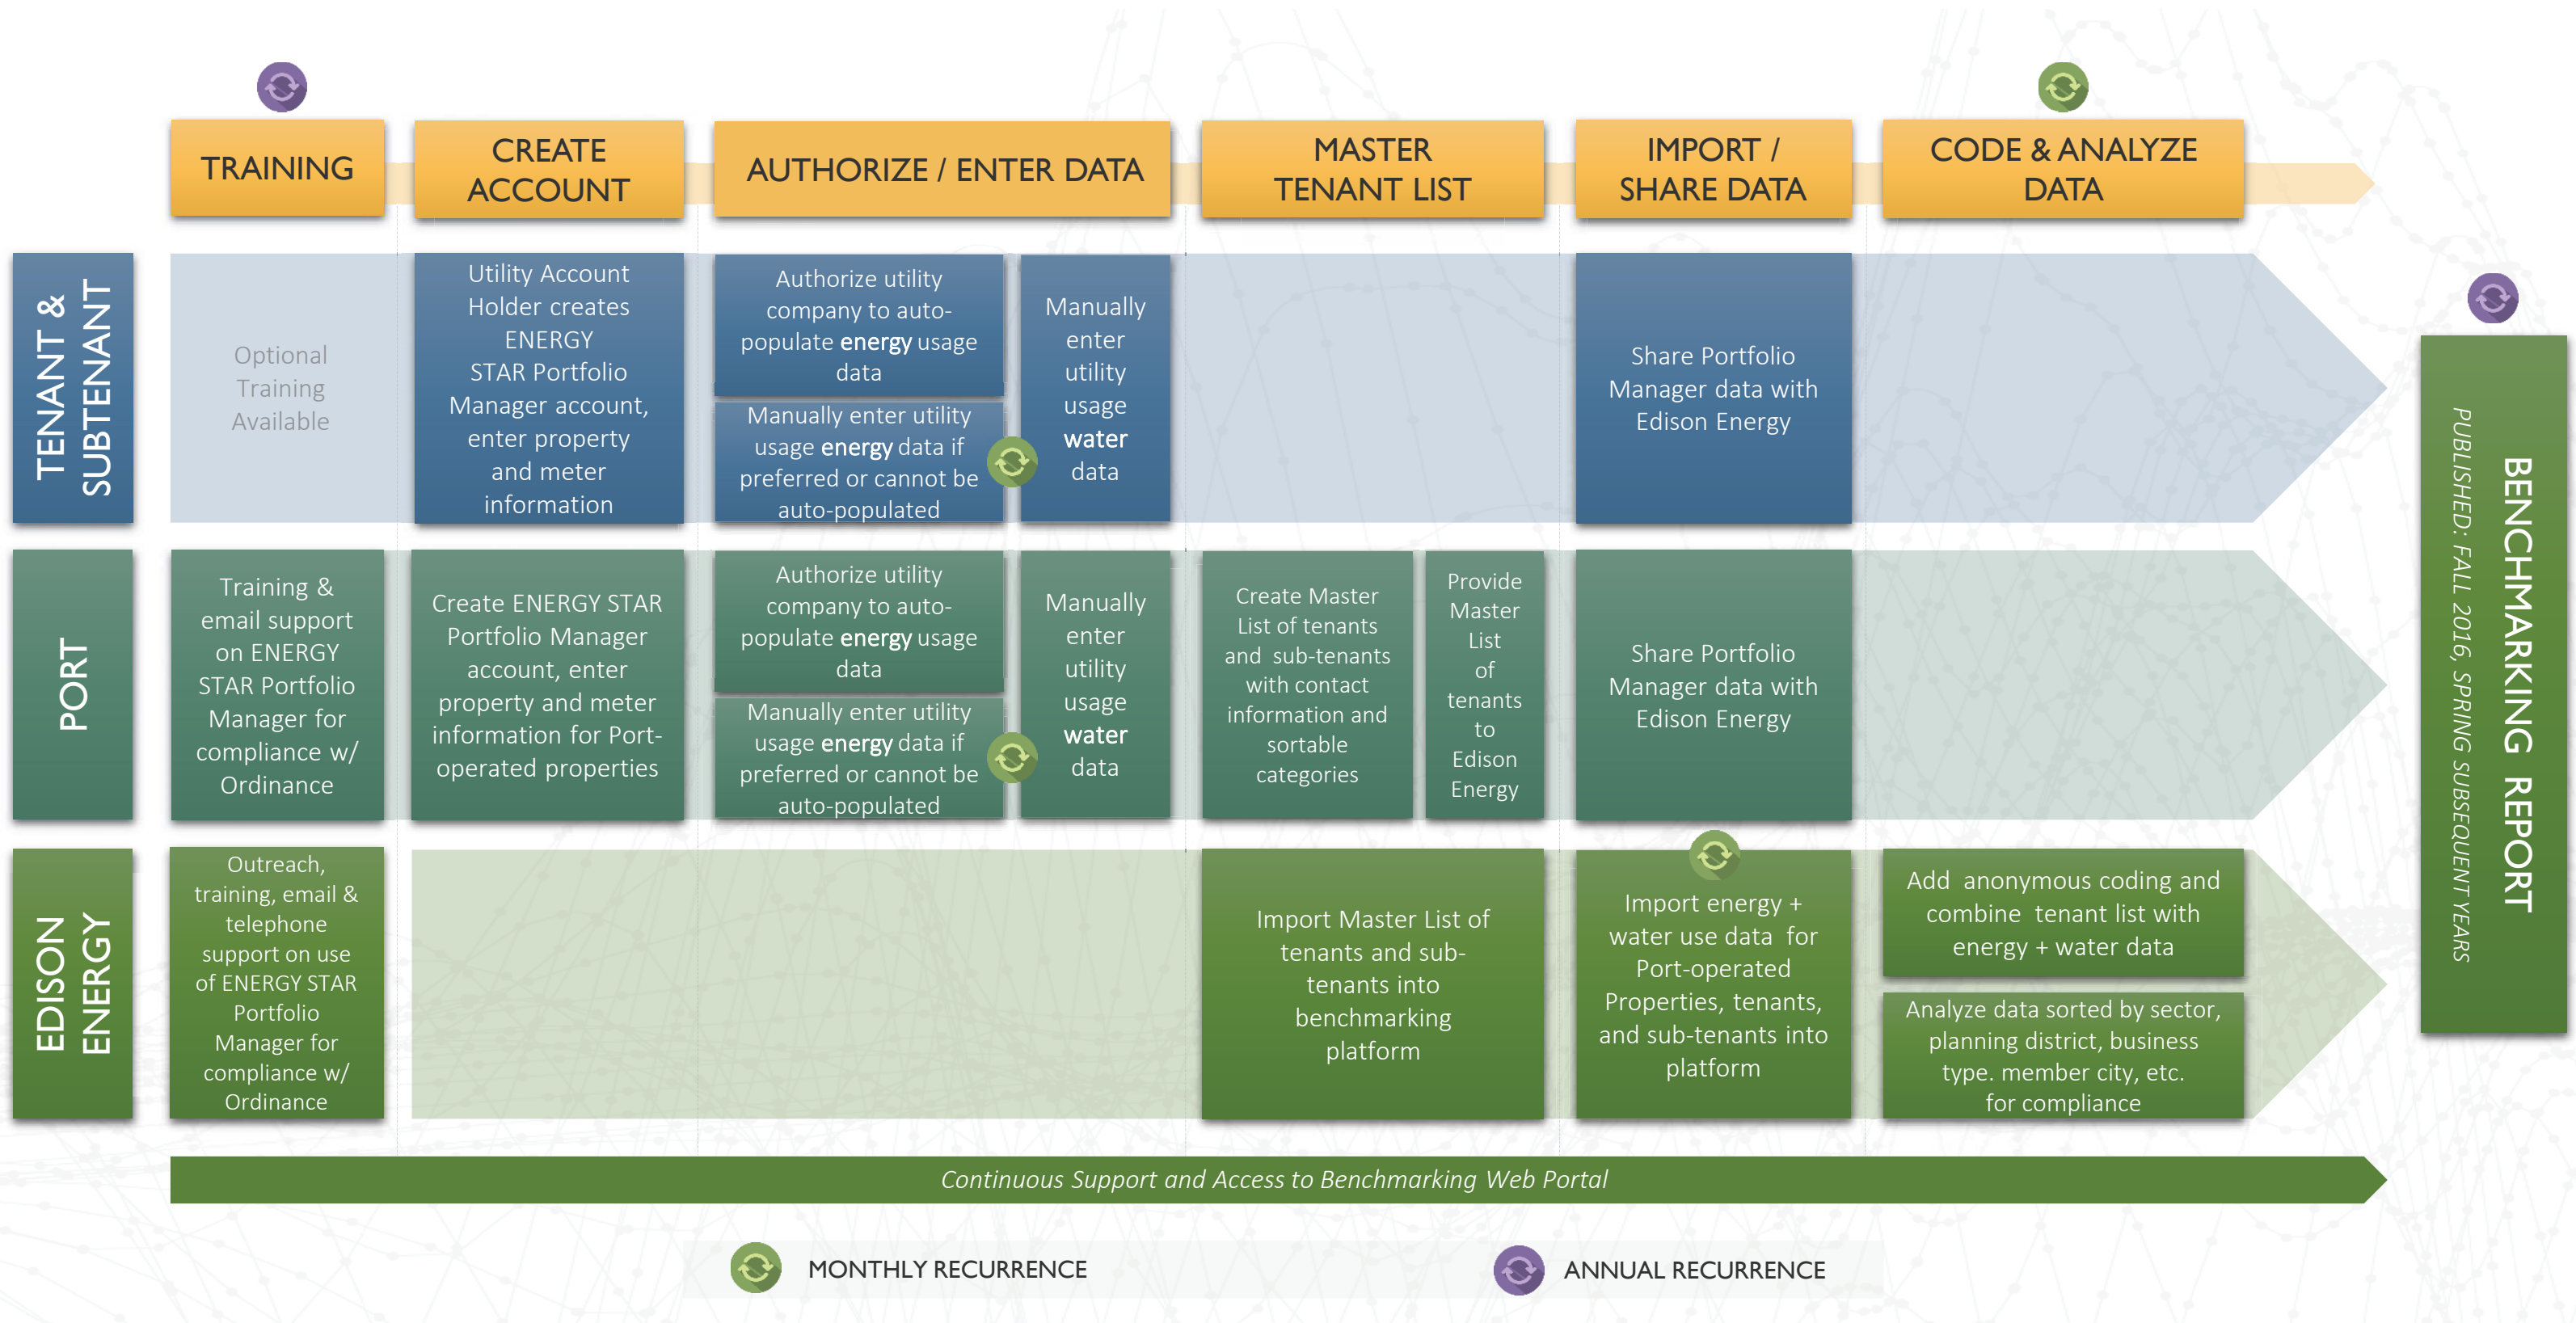 TRAINING
CREATE
ACCOUNT
AUTHORIZE / ENTER DATA
MASTER
TENANT LIST
IMPORT /
SHARE DATA
CODE & ANALYZE
DATA
TENANT &
SUBTENANT
Optional
Training
Available
Utility Account
Holder creates
ENERGY
STAR Portfolio
Manager account,
enter property
and meter
information
Authorize utility
company to auto-
populate energy usage
data
Manually enter utility
usage energy data if
preferred or cannot be
auto-populated
Manually
enter
utility
usage
water
data
Share Portfolio
Manager data with
Edison Energy
PORT
Training &
email support
on ENERGY
STAR Portfolio
Manager for
compliance w/
Ordinance
Create ENERGY STAR
Portfolio Manager
account, enter
property and meter
information for Port-
operated properties
Authorize utility
company to auto-
populate energy usage
data
Manually enter utility
usage energy data if
preferred or cannot be
auto-populated
Manually
enter
utility
usage
water
data
Create Master
List of tenants
and sub-tenants
with contact
information and
sortable
categories
Provide
Master
List
of
tenants
to
Edison
Energy
Share Portfolio
Manager data with
Edison Energy
EDISON
ENERGY
Outreach,
training, email &
telephone
support on use
of ENERGY STAR
Portfolio
Manager for
compliance w/
Ordinance
Import Master List of
tenants and sub-
tenants into
benchmarking
platform
Import energy +
water use data for
Port-operated
Properties, tenants,
and sub-tenants into
platform
Add anonymous coding and
combine tenant list with
energy + water data
Analyze data sorted by sector,
planning district, business
type. member city, etc.
for compliance
BENCHMARKING REPORT
PUBLISHED: FALL 2016, SPRING SUBSEQUENT YEARS
Continuous Support and Access to Benchmarking Web Portal
MONTHLY RECURRENCE
ANNUAL RECURRENCE